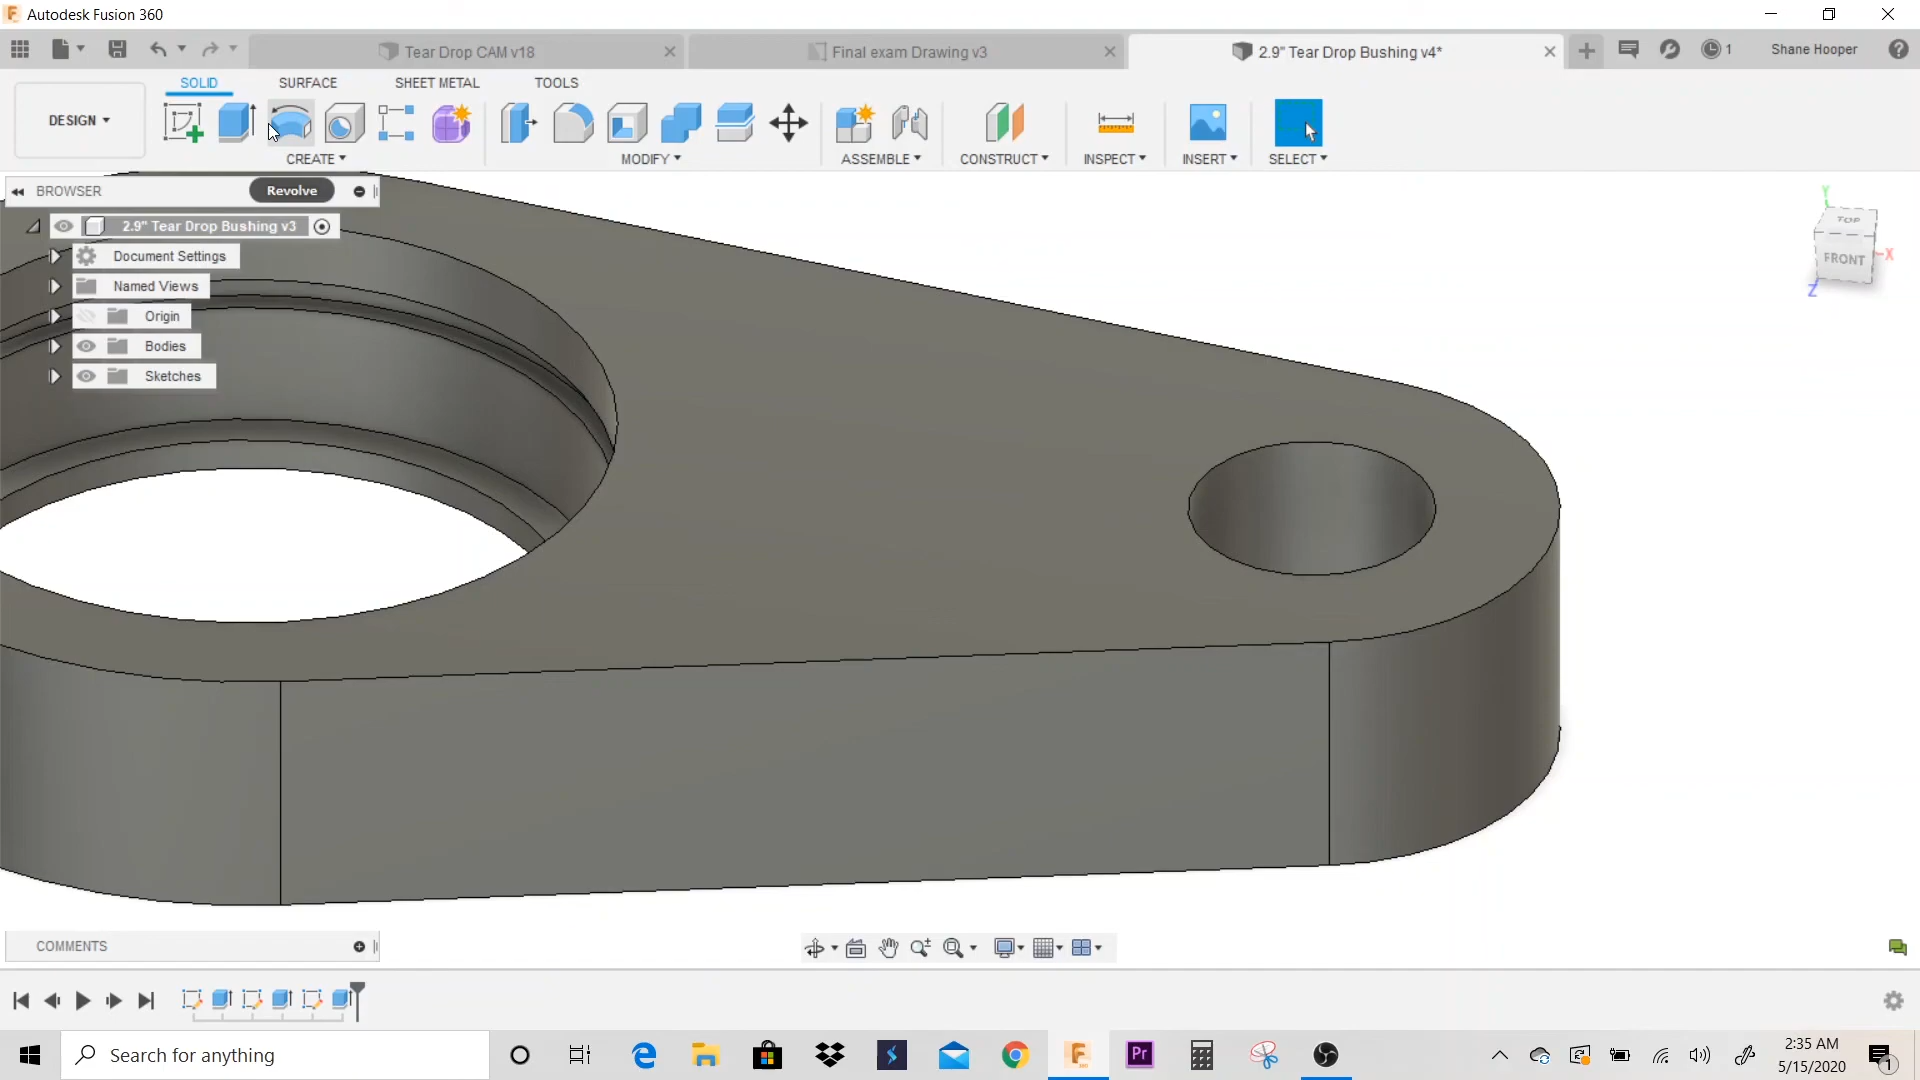 Autodesk Fusion 360
Tear Drop CAM v18
Final exam Drawing v3
2.9" Tear Drop Bushing v4*
1
Shane Hooper
SOLID
SURFACE
SHEET METAL
TOOLS
DESIGN
CREATE
MODIFY
ASSEMBLE
CONSTRUCT
INSPECT
INSERT
SELECT
BROWSER
Revolve
2.9" Tear Drop Bushing v3
Document Settings
Named Views
Origin
Bodies
Sketches
Y
TOP
FRONT
X
Z
COMMENTS
Search for anything
Pr
2:35 AM
5/15/2020
1